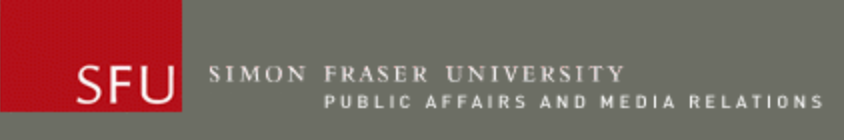 SFU SIMON FRASER UNIVERSITY
PUBLIC AFFAIRS AND MEDIA RELATIONS